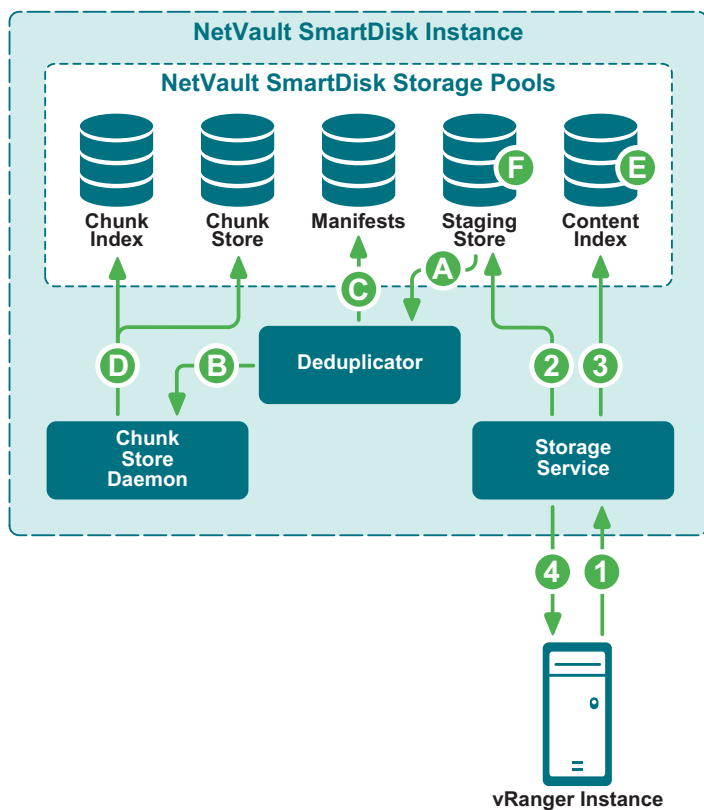 NetVault SmartDisk Instance
NetVault SmartDisk Storage Pools
F
E
Chunk
Index
Chunk
Store
Manifests
Staging
Store
Content
Index
A
C
D
B
Deduplicator
2
3
Chunk
Store
Daemon
Storage
Service
4
1
vRanger Instance